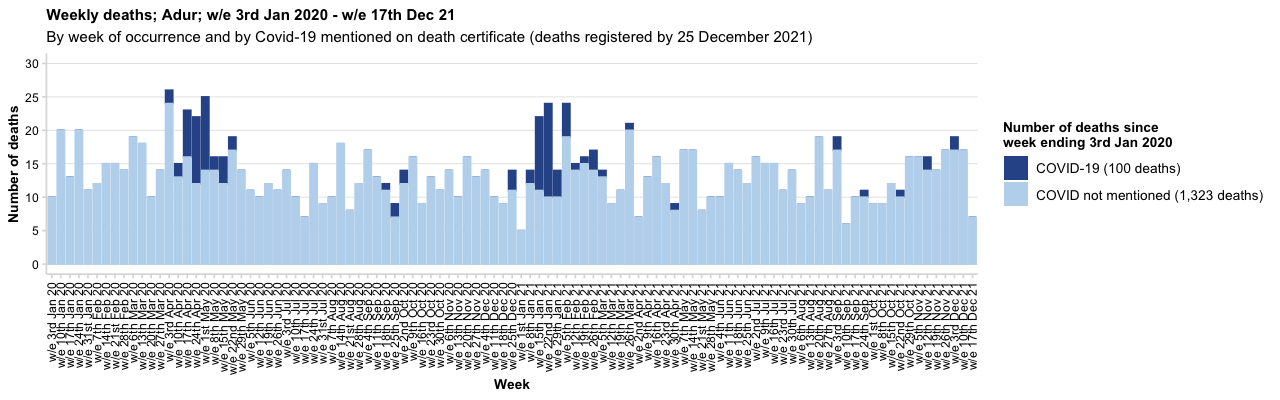 Weekly deaths; Adur; w/e 3rd Jan 2020 - w/e 17th Dec 21
By week of occurrence and by Covid-19 mentioned on death certificate (deaths registered by 25 December 2021)
Number of deaths
30
25
20
15
10
5
0
w/e 3rd Jan 20
w/e 10th Jan 20
w/e 17th Jan 20
w/e 24th Jan 20
w/e 31st Jan 20
w/e 7th Feb 20
w/e 14th Feb 20
w/e 21st Feb 20
w/e 28th Feb 20
w/e 6th Mar 20
w/e 13th Mar 20
w/e 20th Mar 20
w/e 27th Mar 20
w/e 3rd Apr 20
w/e 10th Apr 20
w/e 17th Apr 20
w/e 24th Apr 20
w/e 1st May 20
w/e 8th May 20
w/e 15th May 20
w/e 22nd May 20
w/e 29th May 20
w/e 5th Jun 20
w/e 12th Jun 20
w/e 19th Jun 20
w/e 26th Jun 20
w/e 3rd Jul 20
w/e 10th Jul 20
w/e 17th Jul 20
w/e 24th Jul 20
w/e 31st Jul 20
w/e 7th Aug 20
w/e 14th Aug 20
w/e 21st Aug 20
w/e 28th Aug 20
w/e 4th Sep 20
w/e 11th Sep 20
w/e 18th Sep 20
w/e 25th Sep 20
w/e 2nd Oct 20
w/e 9th Oct 20
w/e 16th Oct 20
w/e 23rd Oct 20
w/e 30th Oct 20
w/e 6th Nov 20
w/e 13th Nov 20
w/e 20th Nov 20
w/e 27th Nov 20
w/e 4th Dec 20
w/e 11th Dec 20
w/e 18th Dec 20
w/e 25th Dec 20
w/e 1st Jan 21
w/e 8th Jan 21
w/e 15th Jan 21
w/e 22nd Jan 21
w/e 29th Jan 21
w/e 5th Feb 21
w/e 12th Feb 21
w/e 19th Feb 21
w/e 26th Feb 21
w/e 5th Mar 21
w/e 12th Mar 21
w/e 19th Mar 21
w/e 26th Mar 21
w/e 2nd Apr 21
w/e 9th Apr 21
w/e 16th Apr 21
w/e 23rd Apr 21
w/e 30th Apr 21
w/e 7th May 21
w/e 14th May 21
w/e 21st May 21
w/e 28th May 21
w/e 4th Jun 21
w/e 11th Jun 21
w/e 18th Jun 21
w/e 25th Jun 21
w/e 2nd Jul 21
w/e 9th Jul 21
w/e 16th Jul 21
w/e 23rd Jul 21
w/e 30th Jul 21
w/e 6th Aug 21
w/e 13th Aug 21
w/e 20th Aug 21
w/e 27th Aug 21
w/e 3rd Sep 21
w/e 10th Sep 21
w/e 17th Sep 21
w/e 24th Sep 21
w/e 1st Oct 21
w/e 8th Oct 21
w/e 15th Oct 21
w/e 22nd Oct 21
w/e 29th Oct 21
w/e 5th Nov 21
w/e 12th Nov 21
w/e 19th Nov 21
w/e 26th Nov 21
w/e 3rd Dec 21
w/e 10th Dec 21
w/e 17th Dec 21
Week
Number of deaths since
week ending 3rd Jan 2020
COVID-19 (100 deaths)
COVID not mentioned (1,323 deaths)